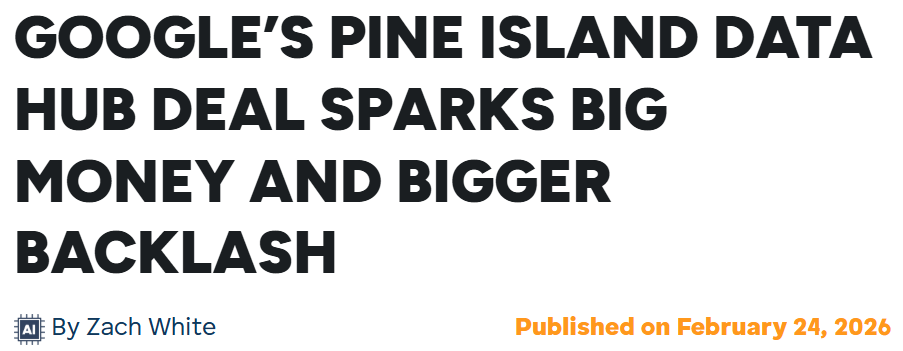 GOOGLE’S PINE ISLAND DATA
HUB DEAL SPARKS BIG
MONEY AND BIGGER
BACKLASH
AI By Zach White
Published on February 24, 2026